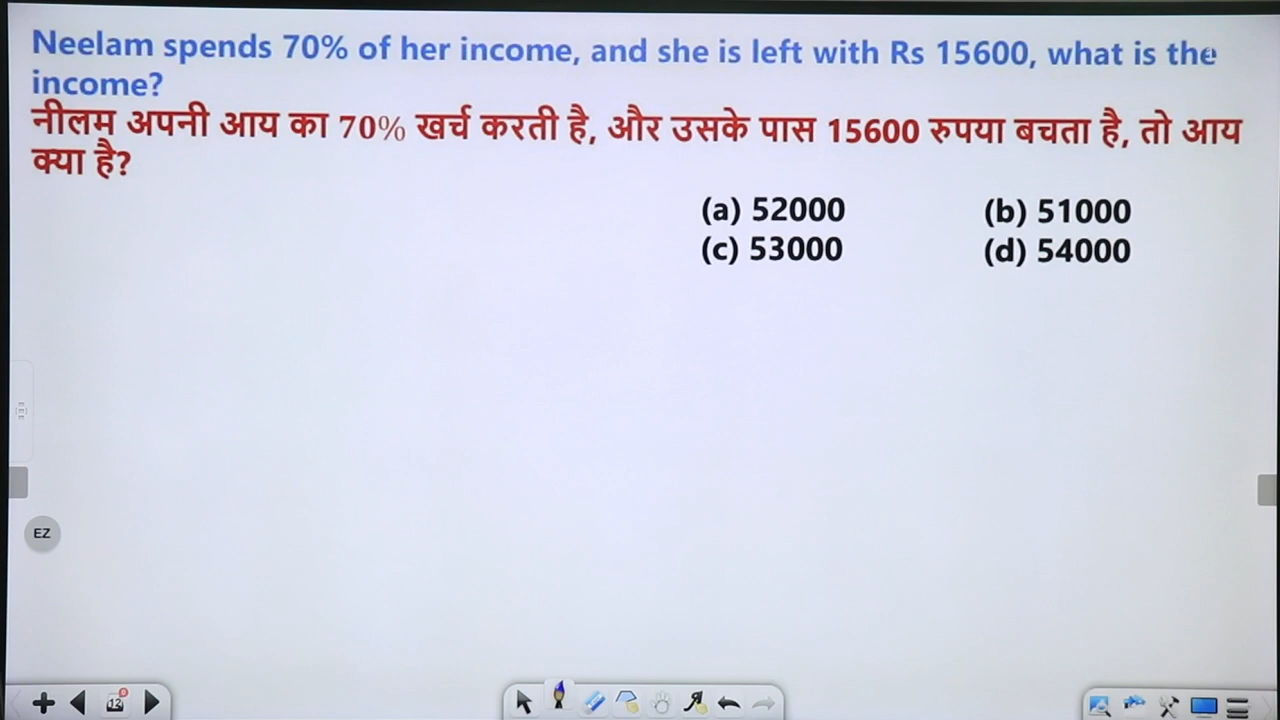 Neelam spends 70% of her income, and she is left with Rs 15600, what is the
income?
नीलम अपनी आय का 70% खर्च करती है, और उसके पास 15600 रुपया बचता है, तो आय
क्या है?
(a) 52000 (b) 51000
(c) 53000 (d) 54000
EZ
12